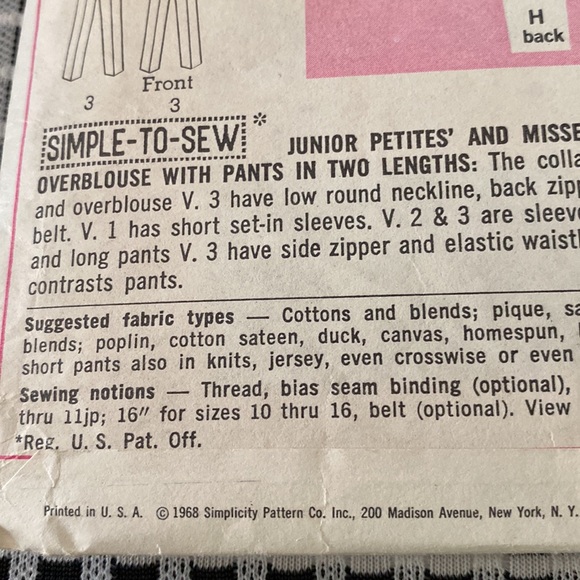 H
back
Front
3
3
SIMPLE-TO-SEW*
JUNIOR PETITES' AND MISSE
OVERBLOUSE WITH PANTS IN TWO LENGTHS: The colla
and overblouse V. 3 have low round neckline, back zipp
belt. V. 1 has short set-in sleeves. V. 2 & 3 are sleeve
and long pants V. 3 have side zipper and elastic waistl
contrasts pants.
Suggested fabric types — Cottons and blends; pique, sa
blends; poplin, cotton sateen, duck, canvas, homespun,
short pants also in knits, jersey, even crosswise or even
Sewing notions — Thread, bias seam binding (optional),
thru 11jp; 16" for sizes 10 thru 16, belt (optional). View
*Reg. U. S. Pat. Off.
Printed in U. S. A. © 1968 Simplicity Pattern Co. Inc., 200 Madison Avenue, New York, N. Y.